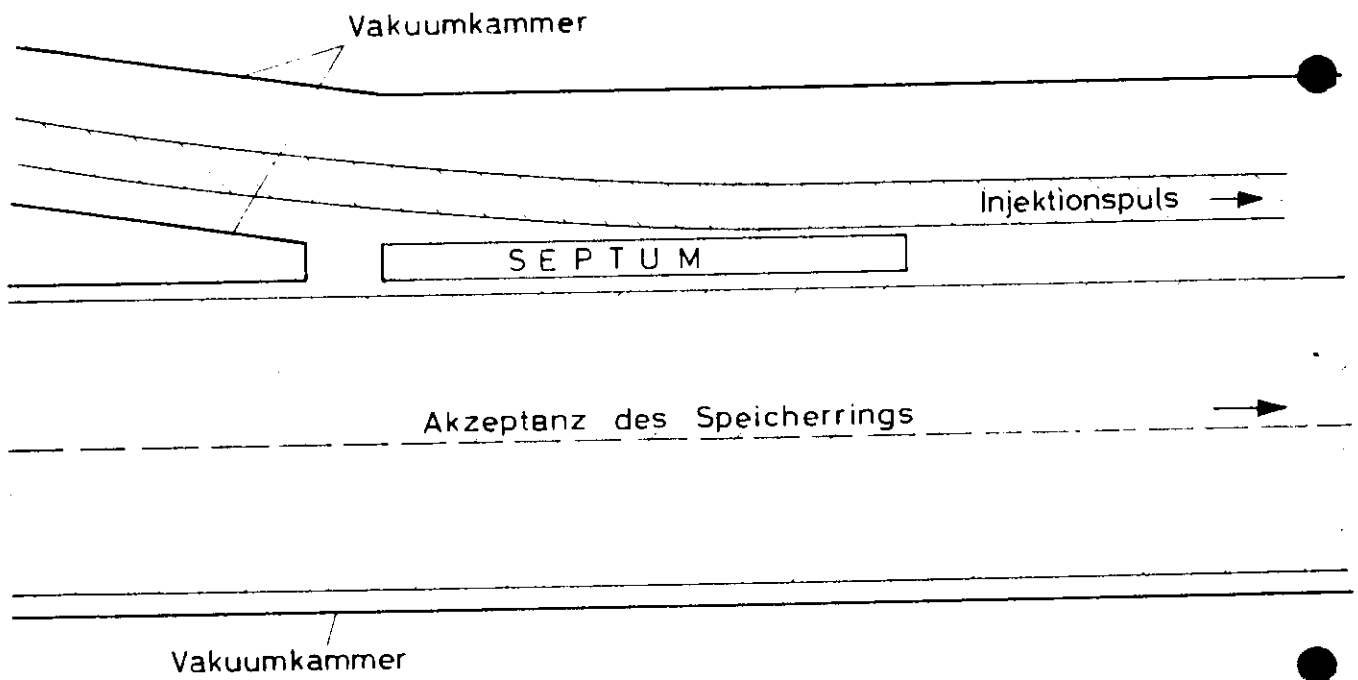 Vakuumkammer
Injektionspuls
SEPTUM
Akzeptanz des Speicherrings
Vakuumkammer